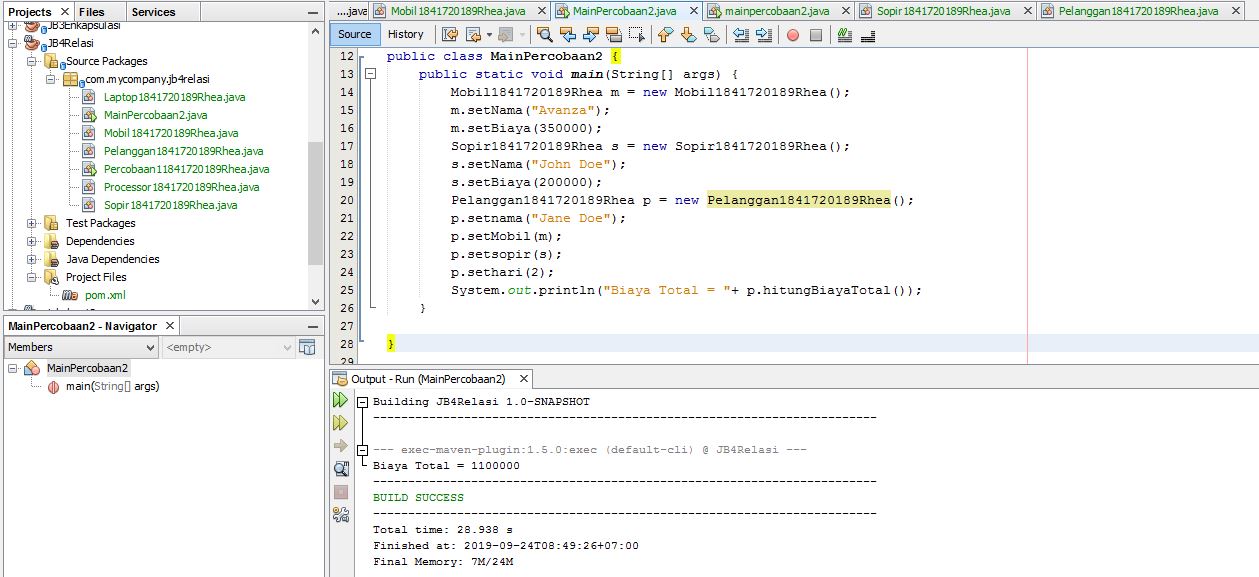 Projects Files Services
JB3Enkapsulasi
JB4Relasi
Source Packages
com.mycompany.jb4relasi
Laptop1841720189Rhea.java
MainPercobaan2.java
Mobil1841720189Rhea.java
Pelanggan1841720189Rhea.java
Percobaan11841720189Rhea.java
Processor1841720189Rhea.java
Sopir1841720189Rhea.java
Test Packages
Dependencies
Java Dependencies
Project Files
pom.xml
MainPercobaan2 - Navigator
Members <empty>
MainPercobaan2
main(String[] args)
....java Mobil1841720189Rhea.java MainPercobaan2.java mainpercobaan2.java Sopir1841720189Rhea.java Pelanggan1841720189Rhea.java
Source History
12 public class MainPercobaan2 {
13 public static void main(String[] args) {
14 Mobil1841720189Rhea m = new Mobil1841720189Rhea();
15 m.setNama("Avanza");
16 m.setBiaya(350000);
17 Sopir1841720189Rhea s = new Sopir1841720189Rhea();
18 s.setNama("John Doe");
19 s.setBiaya(200000);
20 Pelanggan1841720189Rhea p = new Pelanggan1841720189Rhea();
21 p.setnama("Jane Doe");
22 p.setMobil(m);
23 p.setsopir(s);
24 p.sethari(2);
25 System.out.println("Biaya Total = "+ p.hitungBiayaTotal());
26 }
27
28 }
29
Output - Run (MainPercobaan2)
Building JB4Relasi 1.0-SNAPSHOT
------------------------------------------------------------------------
--- exec-maven-plugin:1.5.0:exec (default-cli) @ JB4Relasi ---
Biaya Total = 1100000
------------------------------------------------------------------------
BUILD SUCCESS
------------------------------------------------------------------------
Total time: 28.938 s
Finished at: 2019-09-24T08:49:26+07:00
Final Memory: 7M/24M